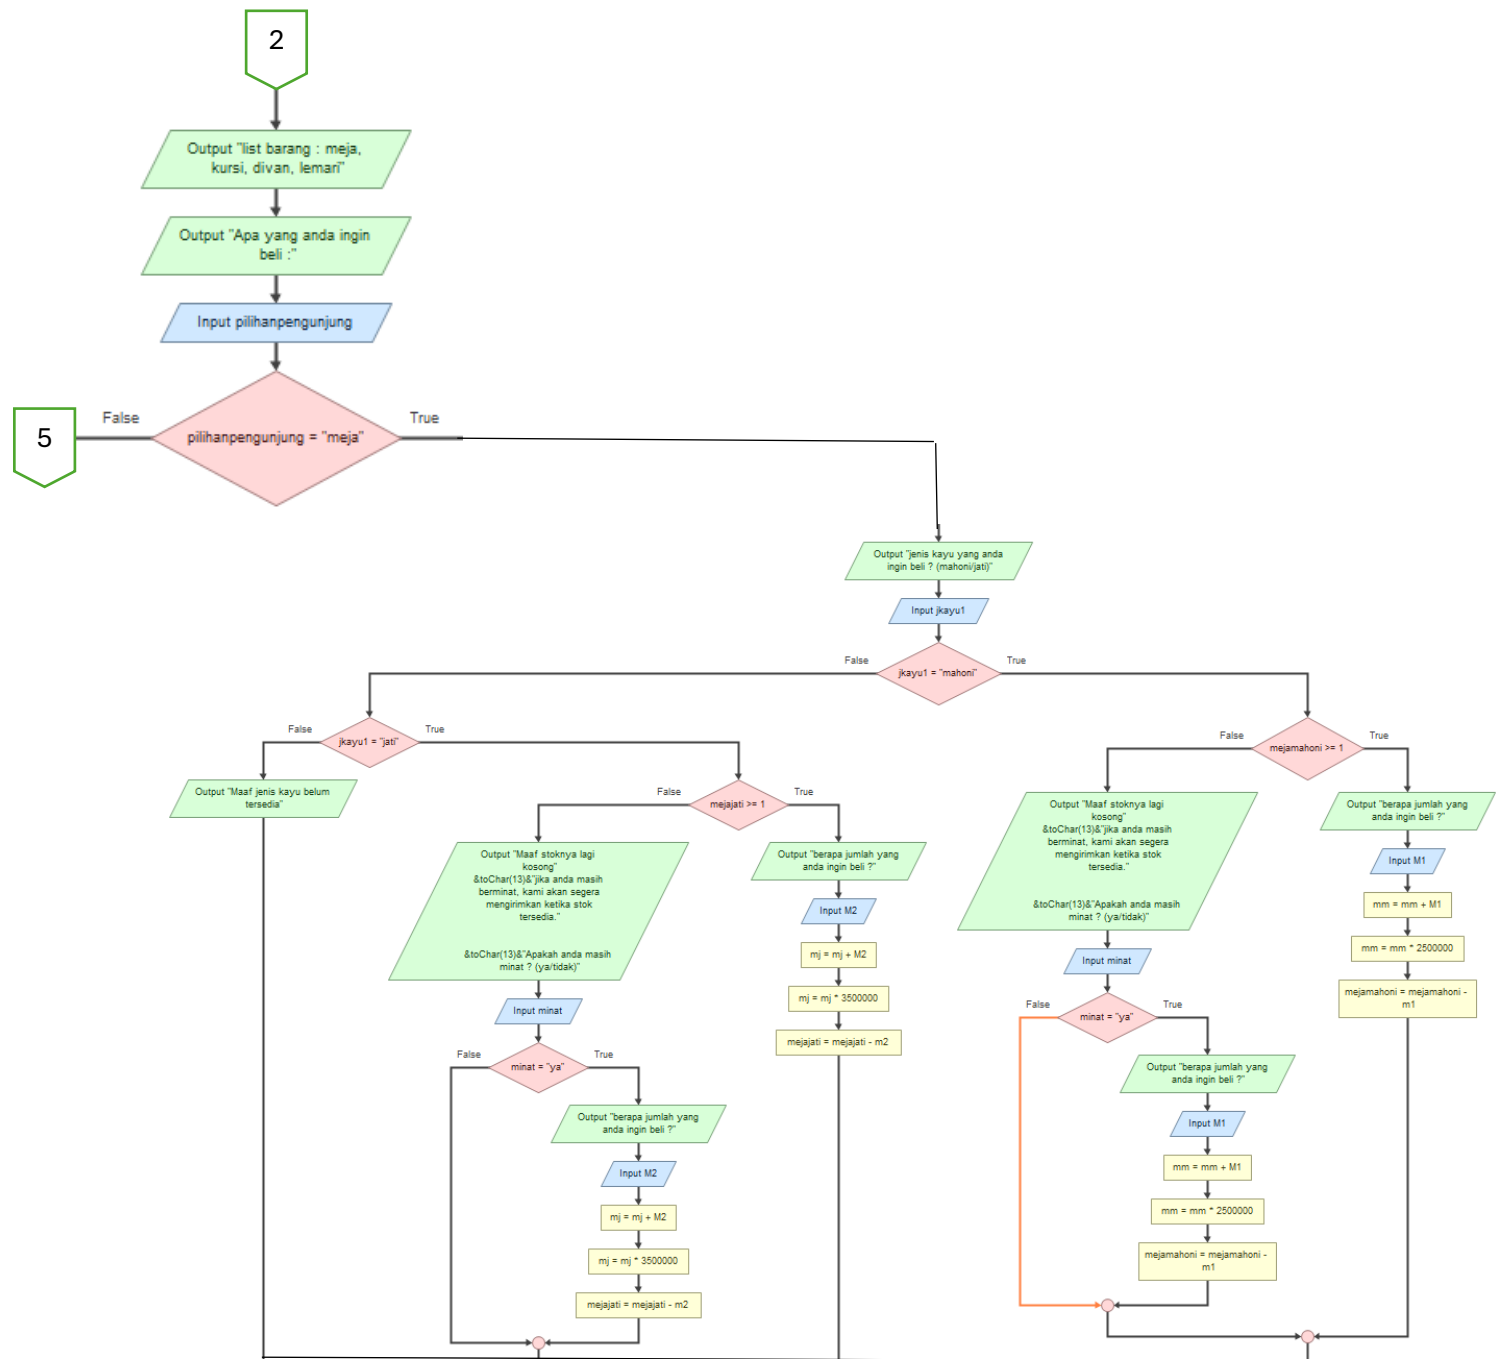 2
Output "list barang : meja,
kursi, divan, lemari"
Output "Apa yang anda ingin
beli :"
Input pilihanpengunjung
False
True
5
pilihanpengunjung = "meja"
Output "jenis kayu yang anda
ingin beli ? (mahoni/jati)"
Input jkayu1
False
True
jkayu1 = "mahoni"
False
True
jkayu1 = "jati"
Output "Maaf jenis kayu belum
tersedia"
False
True
mejajati >= 1
Output "Maaf stoknya lagi
kosong"
&toChar(13)&"jika anda masih
berminat, kami akan segera
mengirimkan ketika stok
tersedia."
&toChar(13)&"Apakah anda masih
minat ? (ya/tidak)"
Input minat
False
True
minat = "ya"
Output "berapa jumlah yang
anda ingin beli ?"
Input M2
mj = mj + M2
mj = mj * 3500000
mejajati = mejajati - m2
Output "berapa jumlah yang
anda ingin beli ?"
Input M2
mj = mj + M2
mj = mj * 3500000
mejajati = mejajati - m2
False
True
mejamahoni >= 1
Output "Maaf stoknya lagi
kosong"
&toChar(13)&"jika anda masih
berminat, kami akan segera
mengirimkan ketika stok
tersedia."
&toChar(13)&"Apakah anda masih
minat ? (ya/tidak)"
Input minat
False
True
minat = "ya"
Output "berapa jumlah yang
anda ingin beli ?"
Input M1
mm = mm + M1
mm = mm * 2500000
mejamahoni = mejamahoni -
m1
Output "berapa jumlah yang
anda ingin beli ?"
Input M1
mm = mm + M1
mm = mm * 2500000
mejamahoni = mejamahoni -
m1